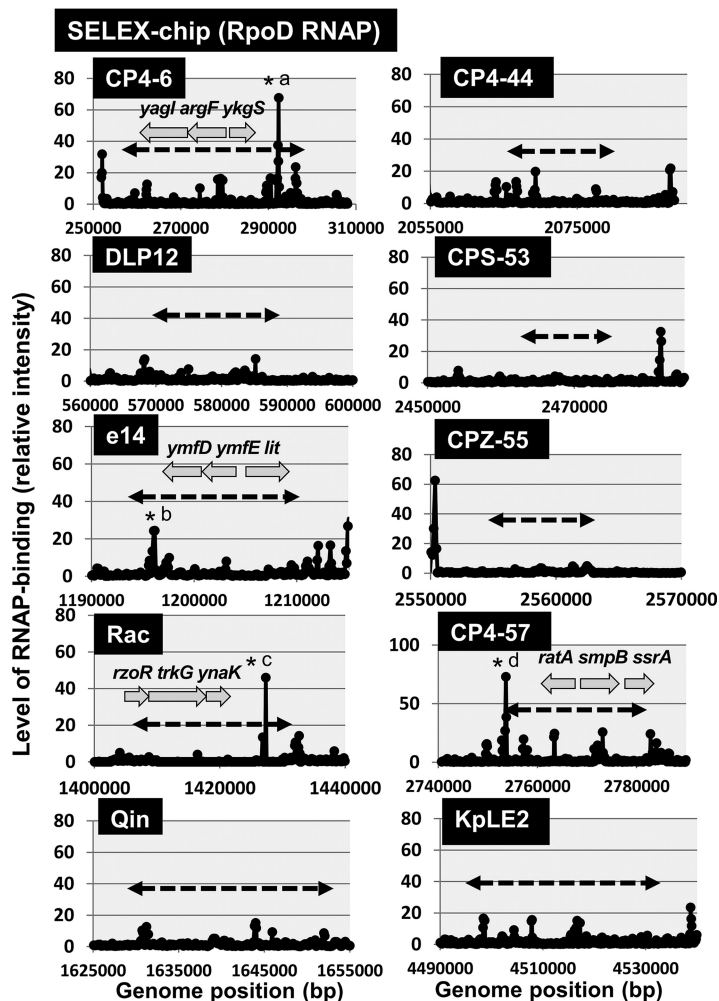 SELEX-chip (RpoD RNAP)
Level of RNAP-binding (relative intensity)
CP4-6
80
60
40
20
0
* a
yagI argF ykgS
250000 270000 290000 310000
CP4-44
80
60
40
20
0
2055000 2075000
DLP12
80
60
40
20
0
560000 570000 580000 590000 600000
CPS-53
80
60
40
20
0
2450000 2470000
e14
80
60
40
20
0
ymfD ymfE lit
* b
1190000 1200000 1210000
CPZ-55
80
60
40
20
0
2550000 2560000 2570000
Rac
80
60
40
20
0
rzoR trkG ynaK
* c
1400000 1420000 1440000
CP4-57
100
50
0
* d
ratA smpB ssrA
2740000 2760000 2780000
Qin
80
60
40
20
0
1625000 1635000 1645000 1655000
Genome position (bp)
KpLE2
80
60
40
20
0
4490000 4510000 4530000
Genome position (bp)